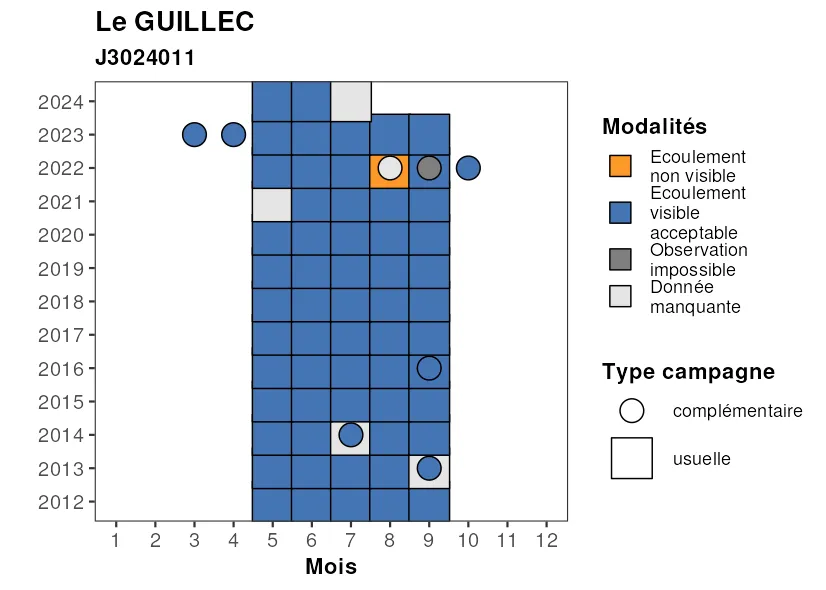 Le GUILLEC
J3024011
2024
2023
2022
2021
2020
2019
2018
2017
2016
2015
2014
2013
2012
1 2 3 4 5 6 7 8 9 10 11 12
Mois
Modalités
Ecoulement
non visible
Ecoulement
visible
acceptable
Observation
impossible
Donnée
manquante
Type campagne
complémentaire
usuelle